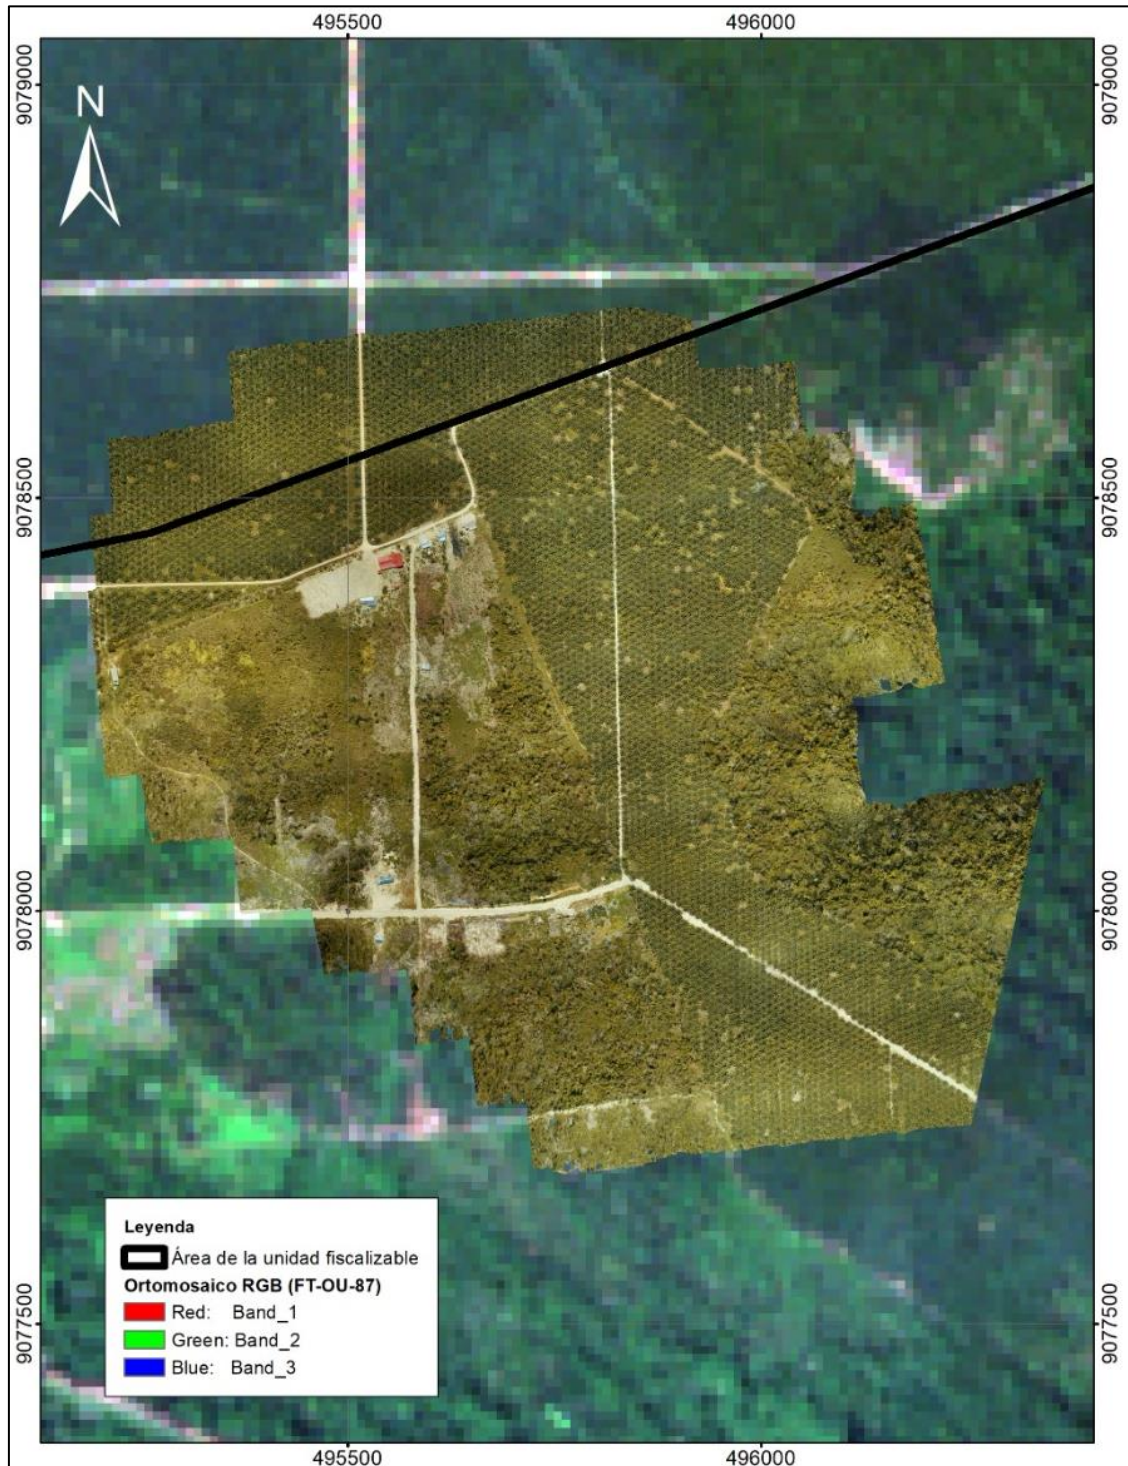 495500
496000
9079000
9079000
N
9078500
9078500
9078000
9078000
Leyenda
Área de la unidad fiscalizable
Ortomosaico RGB (FT-OU-87)
Red: Band_1
Green: Band_2
Blue: Band_3
9077500
9077500
495500
496000